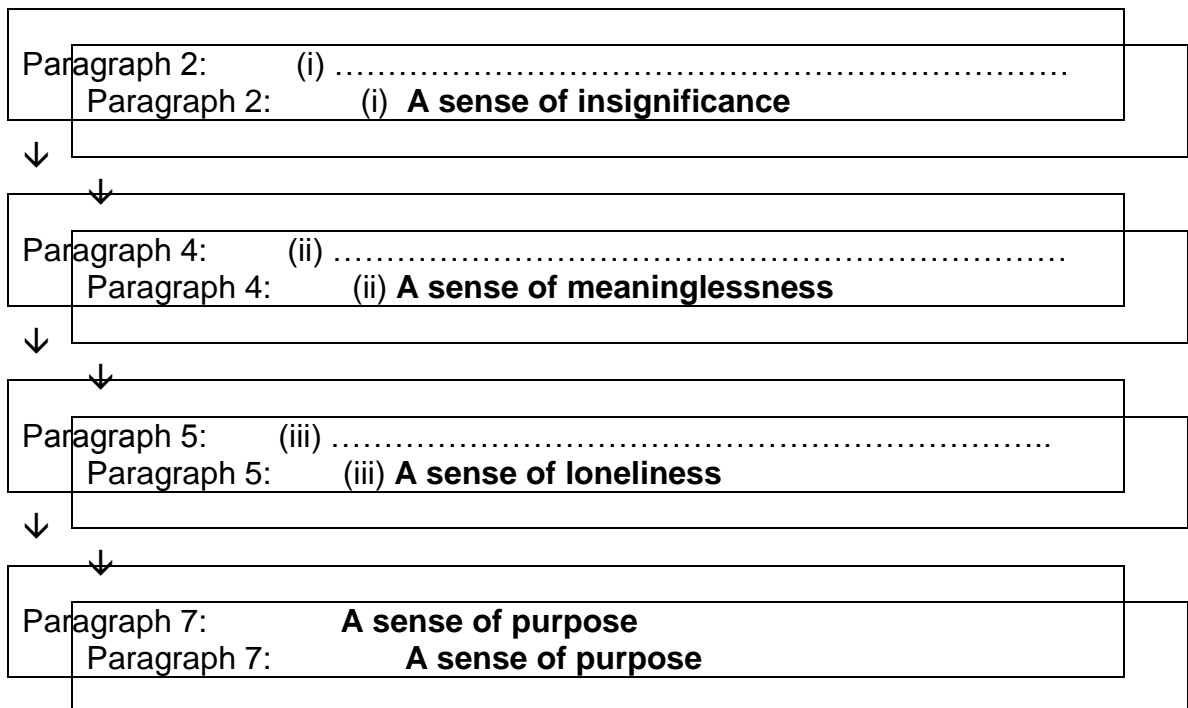 Paragraph 2: (i) ……………………………………………………………
Paragraph 2: (i) A sense of insignificance
↓
↓
Paragraph 4: (ii) ……………………………………………………………
Paragraph 4: (ii) A sense of meaninglessness
↓
↓
Paragraph 5: (iii) …………………………………………………………..
Paragraph 5: (iii) A sense of loneliness
↓
↓
Paragraph 7: A sense of purpose
Paragraph 7: A sense of purpose